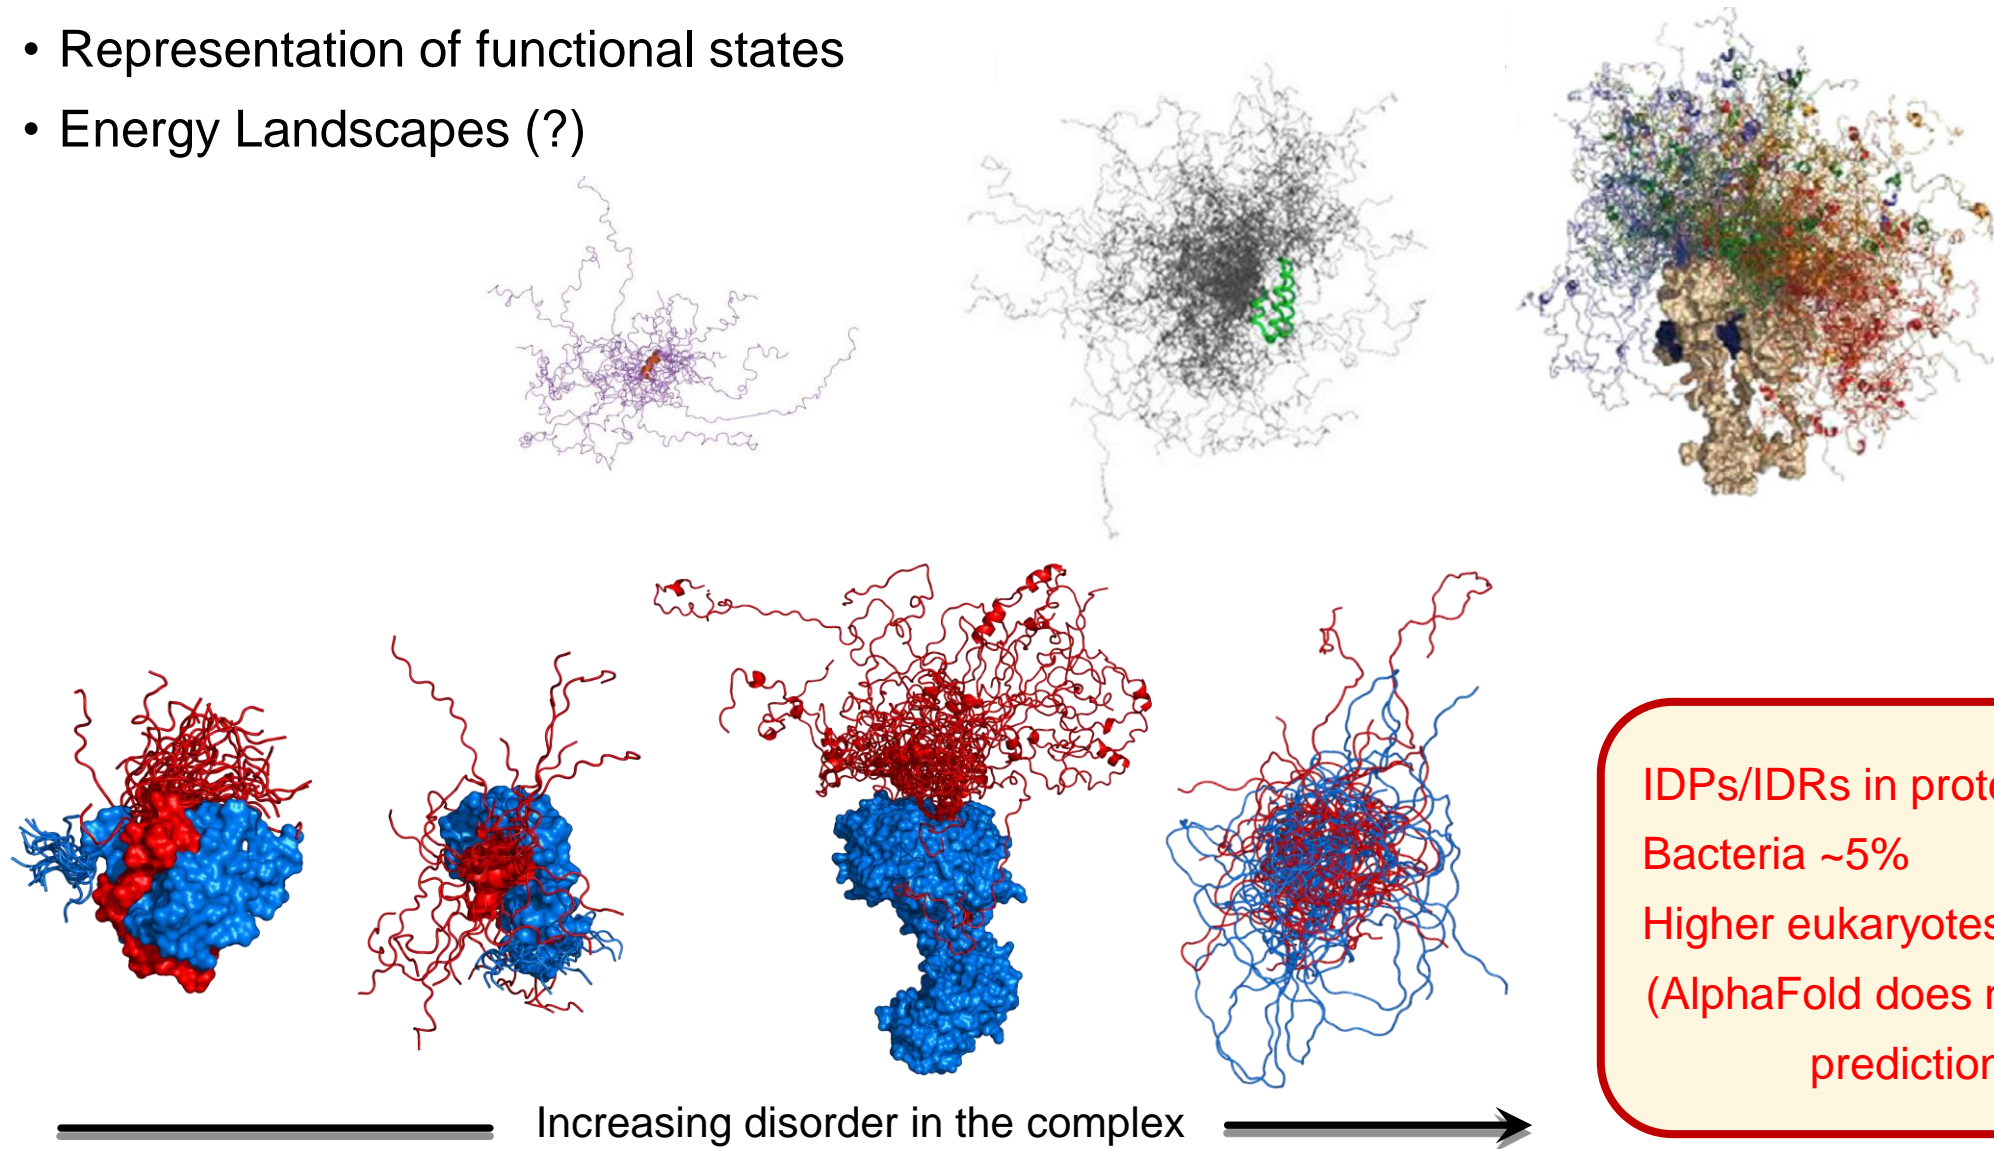 • Representation of functional states
• Energy Landscapes (?)
IDPs/IDRs in
Bacteria ~5%
Higher eukaryotes
(AlphaFold does
prediction
Increasing disorder in the complex